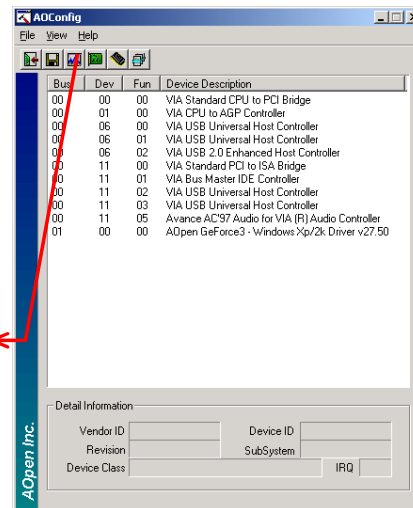 AOConfig
File View Help
Bus Dev Fun Device Description
00 00 00 VIA Standard CPU to PCI Bridge
00 01 00 VIA CPU to AGP Controller
00 06 00 VIA USB Universal Host Controller
00 06 01 VIA USB Universal Host Controller
00 06 02 VIA USB 2.0 Enhanced Host Controller
00 11 00 VIA Standard PCI to ISA Bridge
00 11 01 VIA Bus Master IDE Controller
00 11 02 VIA USB Universal Host Controller
00 11 03 VIA USB Universal Host Controller
00 11 05 Avance AC'97 Audio for VIA (R) Audio Controller
01 00 00 AOpen GeForce3 - Windows Xp/2k Driver v27.50
Detail Information
Vendor ID Device ID
Revision SubSystem
Device Class IRQ
AOpen Inc.